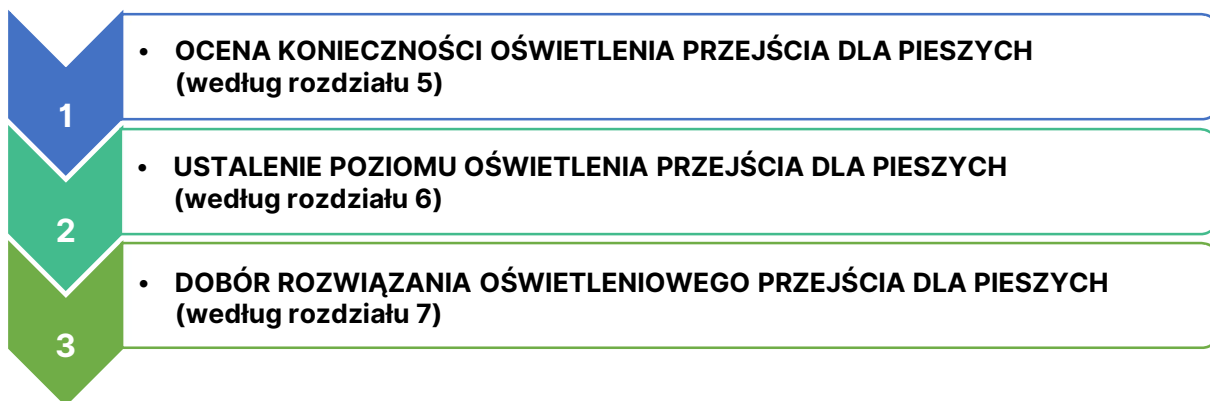 1
• OCENA KONIECZNOŚCI OŚWIETLENIA PRZEJŚCIA DLA PIESZYCH
(według rozdziału 5)
2
• USTALENIE POZIOMU OŚWIETLENIA PRZEJŚCIA DLA PIESZYCH
(według rozdziału 6)
3
• DOBÓR ROZWIĄZANIA OŚWIETLENIOWEGO PRZEJŚCIA DLA PIESZYCH
(według rozdziału 7)